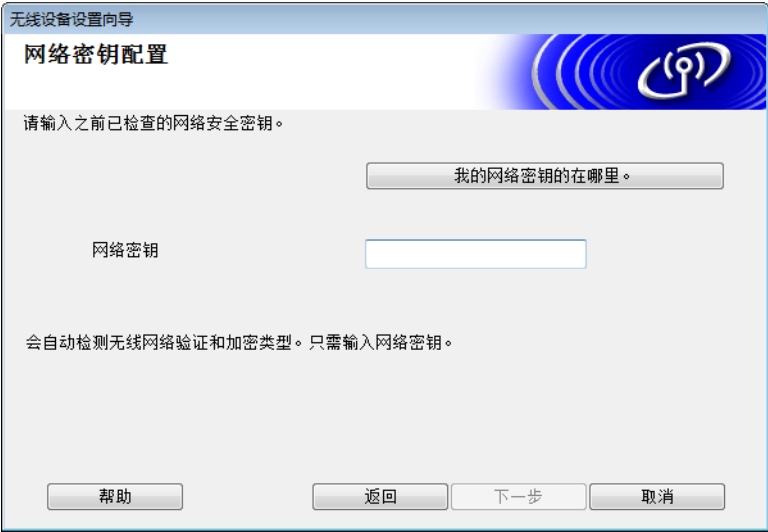 无线设备设置向导
网络密钥配置
请输入之前已检查的网络安全密钥。
我的网络密钥的在哪里。
网络密钥
会自动检测无线网络验证和加密类型。只需输入网络密钥。
帮助 返回 下一步 取消